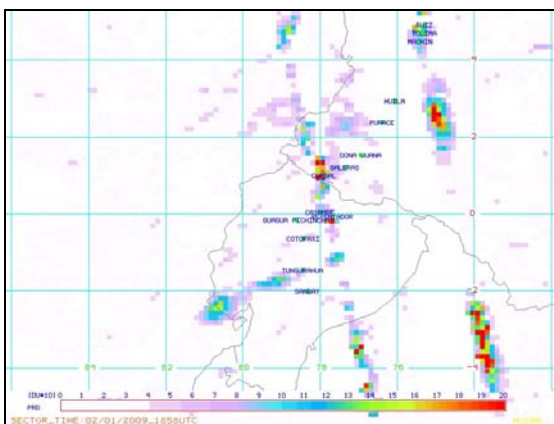 RUIZ
TOLIMA
MACHIN
4
HUILA
PURACE
2
DONA JUANA
GALERAS
CUMBAL
CAYAMBE
0
GUAGUA PICHINCHA
COTOPAXI
TUNGURAHUA
2
SANGAY
84 82 80 78 76
IDU*10) 0 1 2 3 4 5 6 7 8 9 10 11 12 13 14 15 16 17 18 19 20
PRD
SECTOR_TIME:02/01/2009_1656UTC